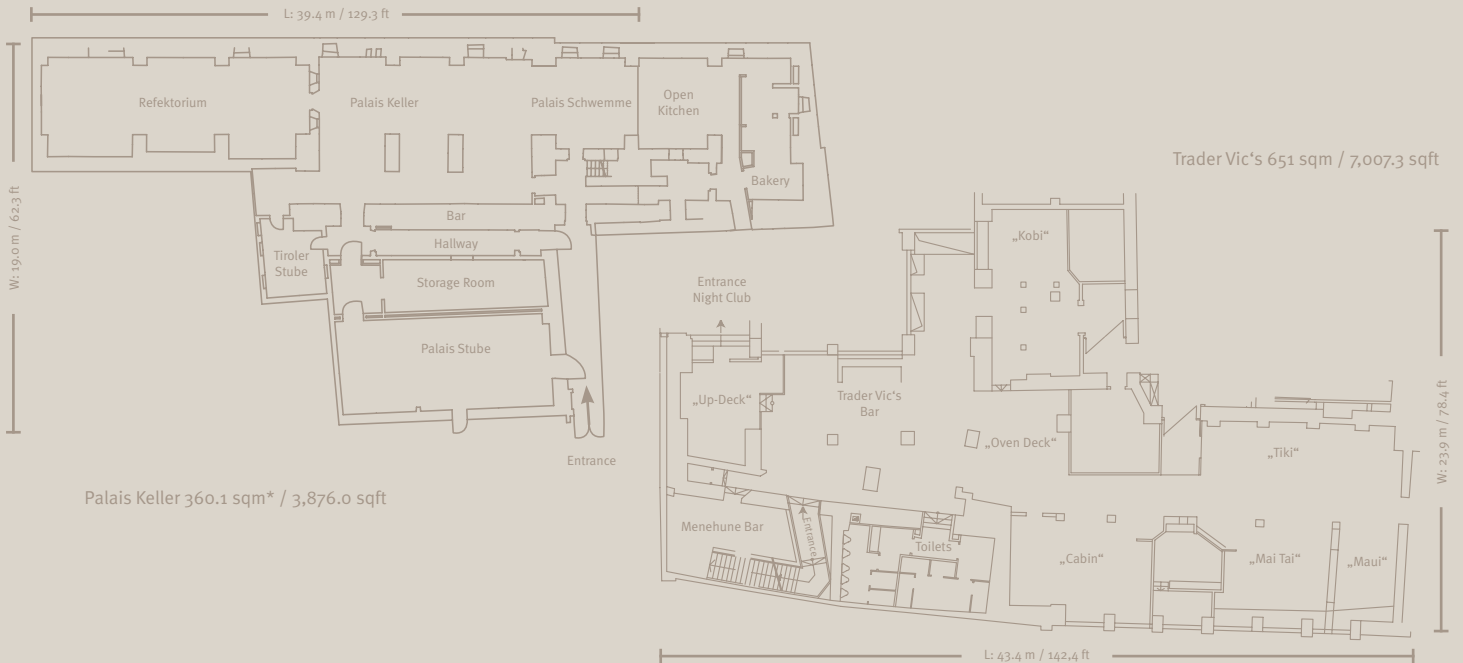 L: 39.4 m / 129.3 ft
Refektorium
Palais Keller
Palais Schwemme
Open
Kitchen
Bakery
W: 19.0 m / 62.3 ft
Bar
Hallway
Tiroler
Stube
Storage Room
Palais Stube
Entrance
Palais Keller 360.1 sqm* / 3,876.0 sqft
Trader Vic‘s 651 sqm / 7,007.3 sqft
„Kobi“
Entrance
Night Club
„Up-Deck“
Trader Vic‘s
Bar
„Oven Deck“
„Tiki“
W: 23.9 m / 78.4 ft
Menehune Bar
Entrance
Toilets
„Cabin“
„Mai Tai“
„Maui“
L: 43.4 m / 142,4 ft